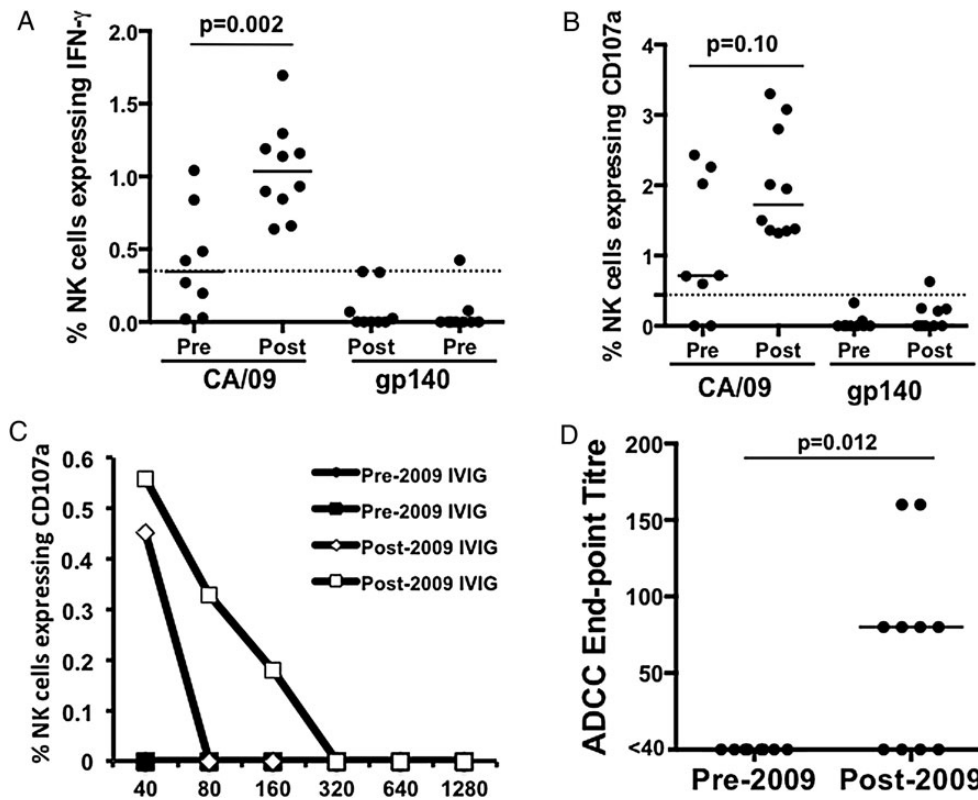 A
% NK cells expressing IFN-γ
p=0.002
2.0
1.5
1.0
0.5
0.0
Pre Post Post Pre
CA/09 gp140
B
% NK cells expressing CD107a
p=0.10
4
3
2
1
0
Pre Post Pre Post
CA/09 gp140
C
% NK cells expressing CD107a
0.6
0.5
0.4
0.3
0.2
0.1
0
40 80 160 320 640 1280
Pre-2009 IVIG
Pre-2009 IVIG
Post-2009 IVIG
Post-2009 IVIG
D
ADCC End-point Titre
p=0.012
200
150
100
50
<40
Pre-2009 Post-2009